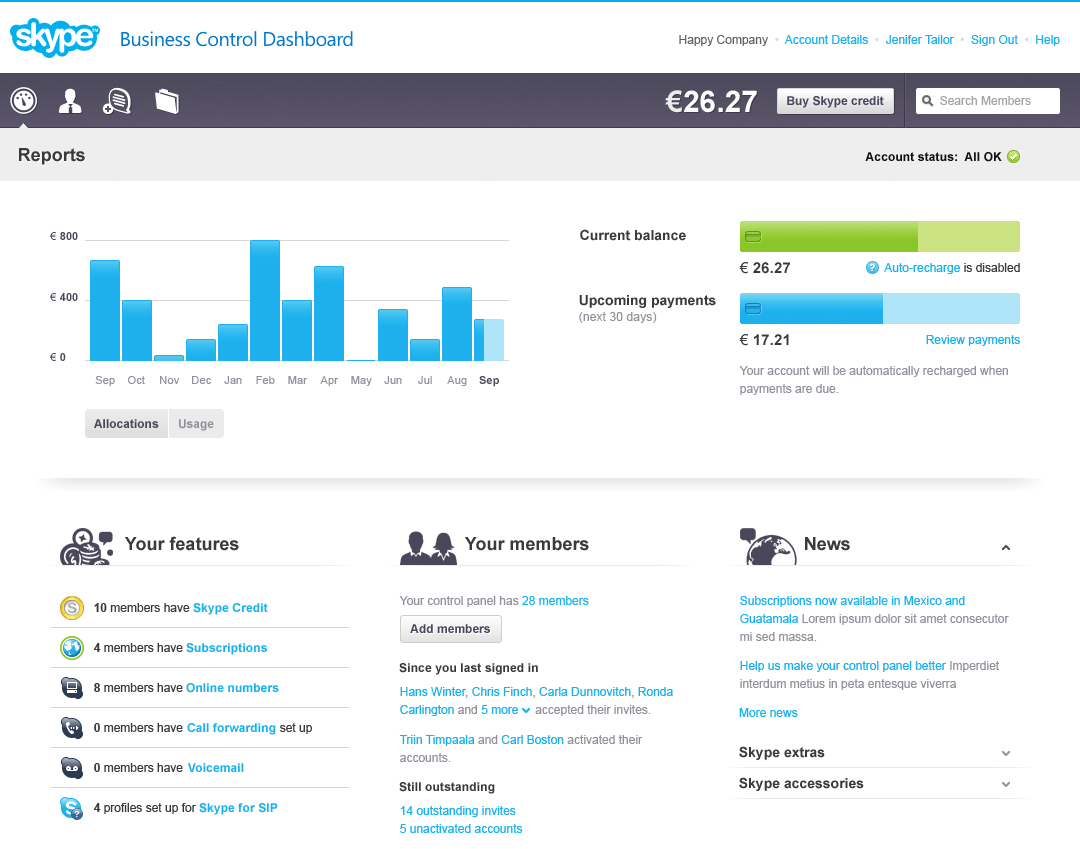 skype™ Business Control Dashboard
Happy Company • Account Details • Jenifer Tailor • Sign Out • Help
€26.27 Buy Skype credit Search Members
Reports
Account status: All OK
€ 800
€ 400
€ 0
Sep Oct Nov Dec Jan Feb Mar Apr May Jun Jul Aug Sep
Allocations Usage
Current balance
€ 26.27 ? Auto-recharge is disabled
Upcoming payments
(next 30 days)
€ 17.21 Review payments
Your account will be automatically recharged when
payments are due.
Your features
S 10 members have Skype Credit
4 members have Subscriptions
8 members have Online numbers
0 members have Call forwarding set up
0 members have Voicemail
S ? 4 profiles set up for Skype for SIP
Your members
Your control panel has 28 members
Add members
Since you last signed in
Hans Winter, Chris Finch, Carla Dunnovitch, Ronda
Carlington and 5 more accepted their invites.
Triin Timpaala and Carl Boston activated their
accounts.
Still outstanding
14 outstanding invites
5 unactivated accounts
News
Subscriptions now available in Mexico and
Guatamala Lorem ipsum dolor sit amet consecutor
mi sed massa.
Help us make your control panel better Imperdiet
interdum metius in peta entesque viverra
More news
Skype extras
Skype accessories